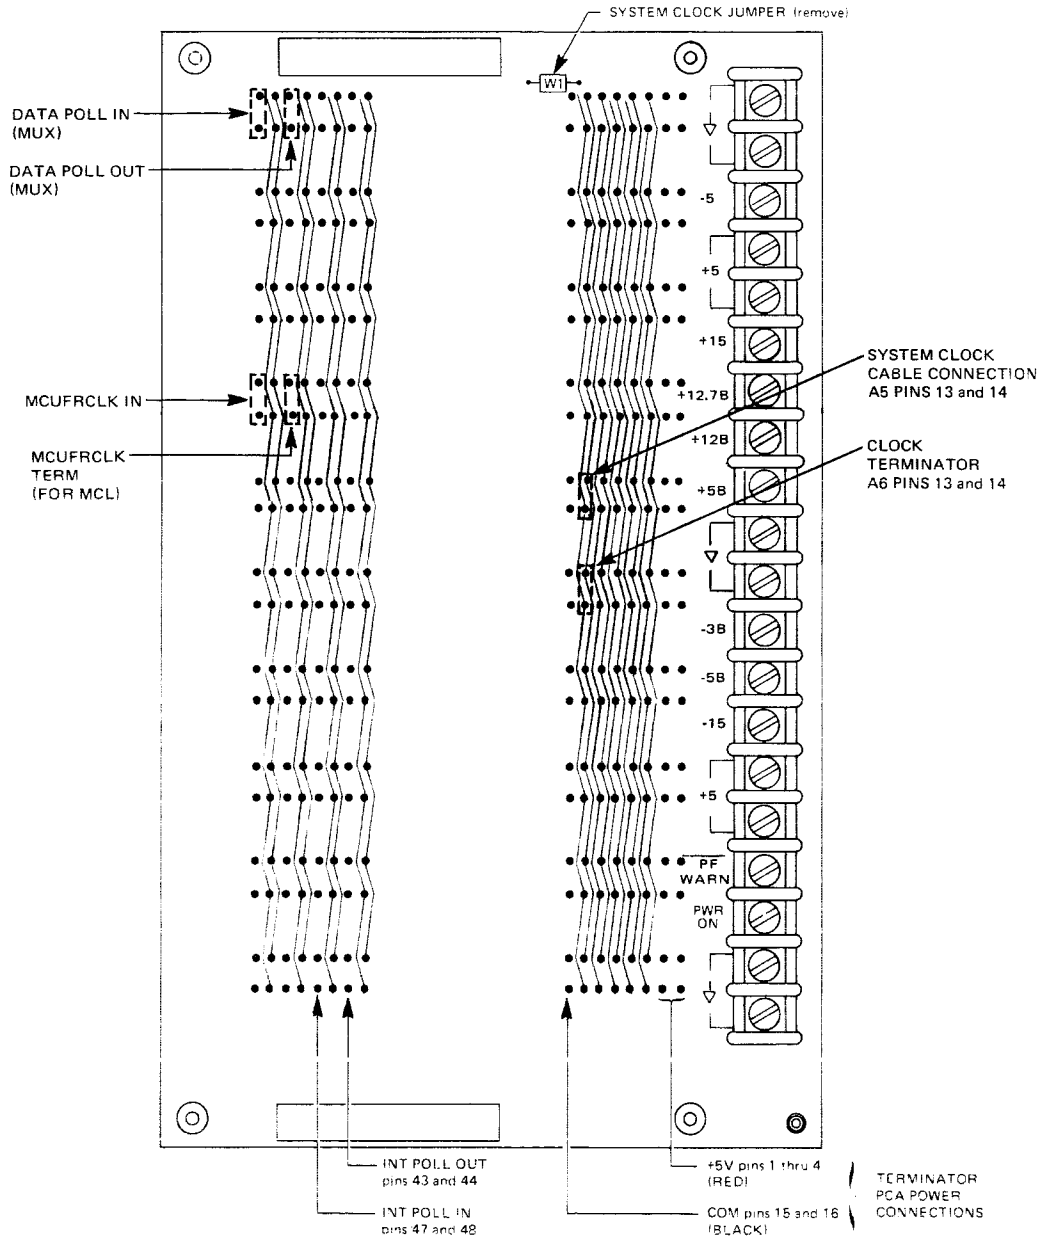 SYSTEM CLOCK JUMPER (remove)
W1
DATA POLL IN
(MUX)
DATA POLL OUT
(MUX)
MCUFRCLK IN
MCUFRCLK
TERM
(FOR MCL)
-5
+5
+15
+12.7B
+12B
+5B
-3B
-5B
-15
+5
PF
WARN
PWR
ON
SYSTEM CLOCK
CABLE CONNECTION
A5 PINS 13 and 14
CLOCK
TERMINATOR
A6 PINS 13 and 14
INT POLL OUT
pins 43 and 44
INT POLL IN
pins 47 and 48
+5V pins 1 thru 4
(RED)
COM pins 15 and 16
(BLACK)
TERMINATOR
PCA POWER
CONNECTIONS